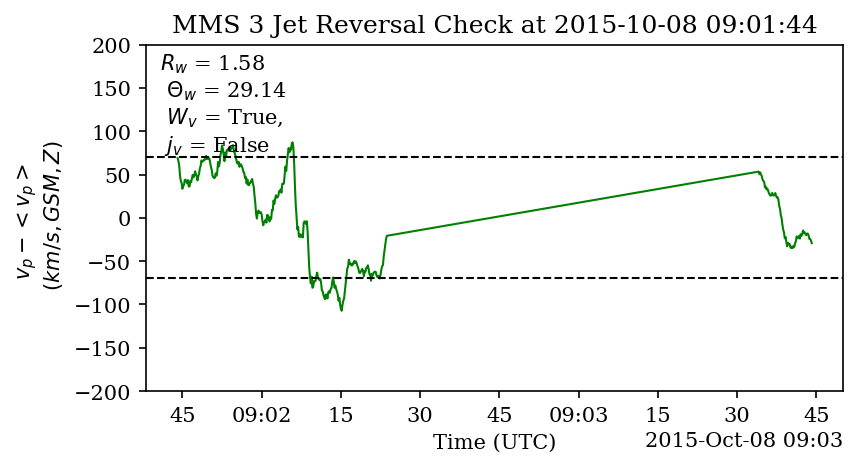 MMS 3 Jet Reversal Check at 2015-10-08 09:01:44
R_w = 1.58
Θ_w = 29.14
W_v = True,
j_v = False
v_p − < v_p >
(km/s, GSM, Z)
200
150
100
50
0
−50
−100
−150
−200
45 09:02 15 30 45 09:03 15 30 45
Time (UTC)
2015-Oct-08 09:03